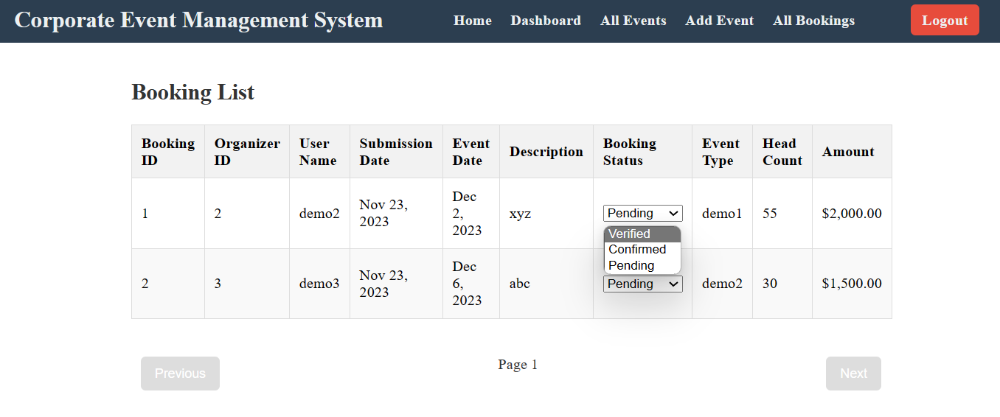 Corporate Event Management System
Home Dashboard All Events Add Event All Bookings Logout
Booking List
Booking ID Organizer ID User Name Submission Date Event Date Description Booking Status Event Type Head Count Amount
1 2 demo2 Nov 23, 2023 Dec 2, 2023 xyz Pending demo1 55 $2,000.00
Verified
Confirmed
Pending
2 3 demo3 Nov 23, 2023 Dec 6, 2023 abc Pending demo2 30 $1,500.00
Previous Page 1 Next